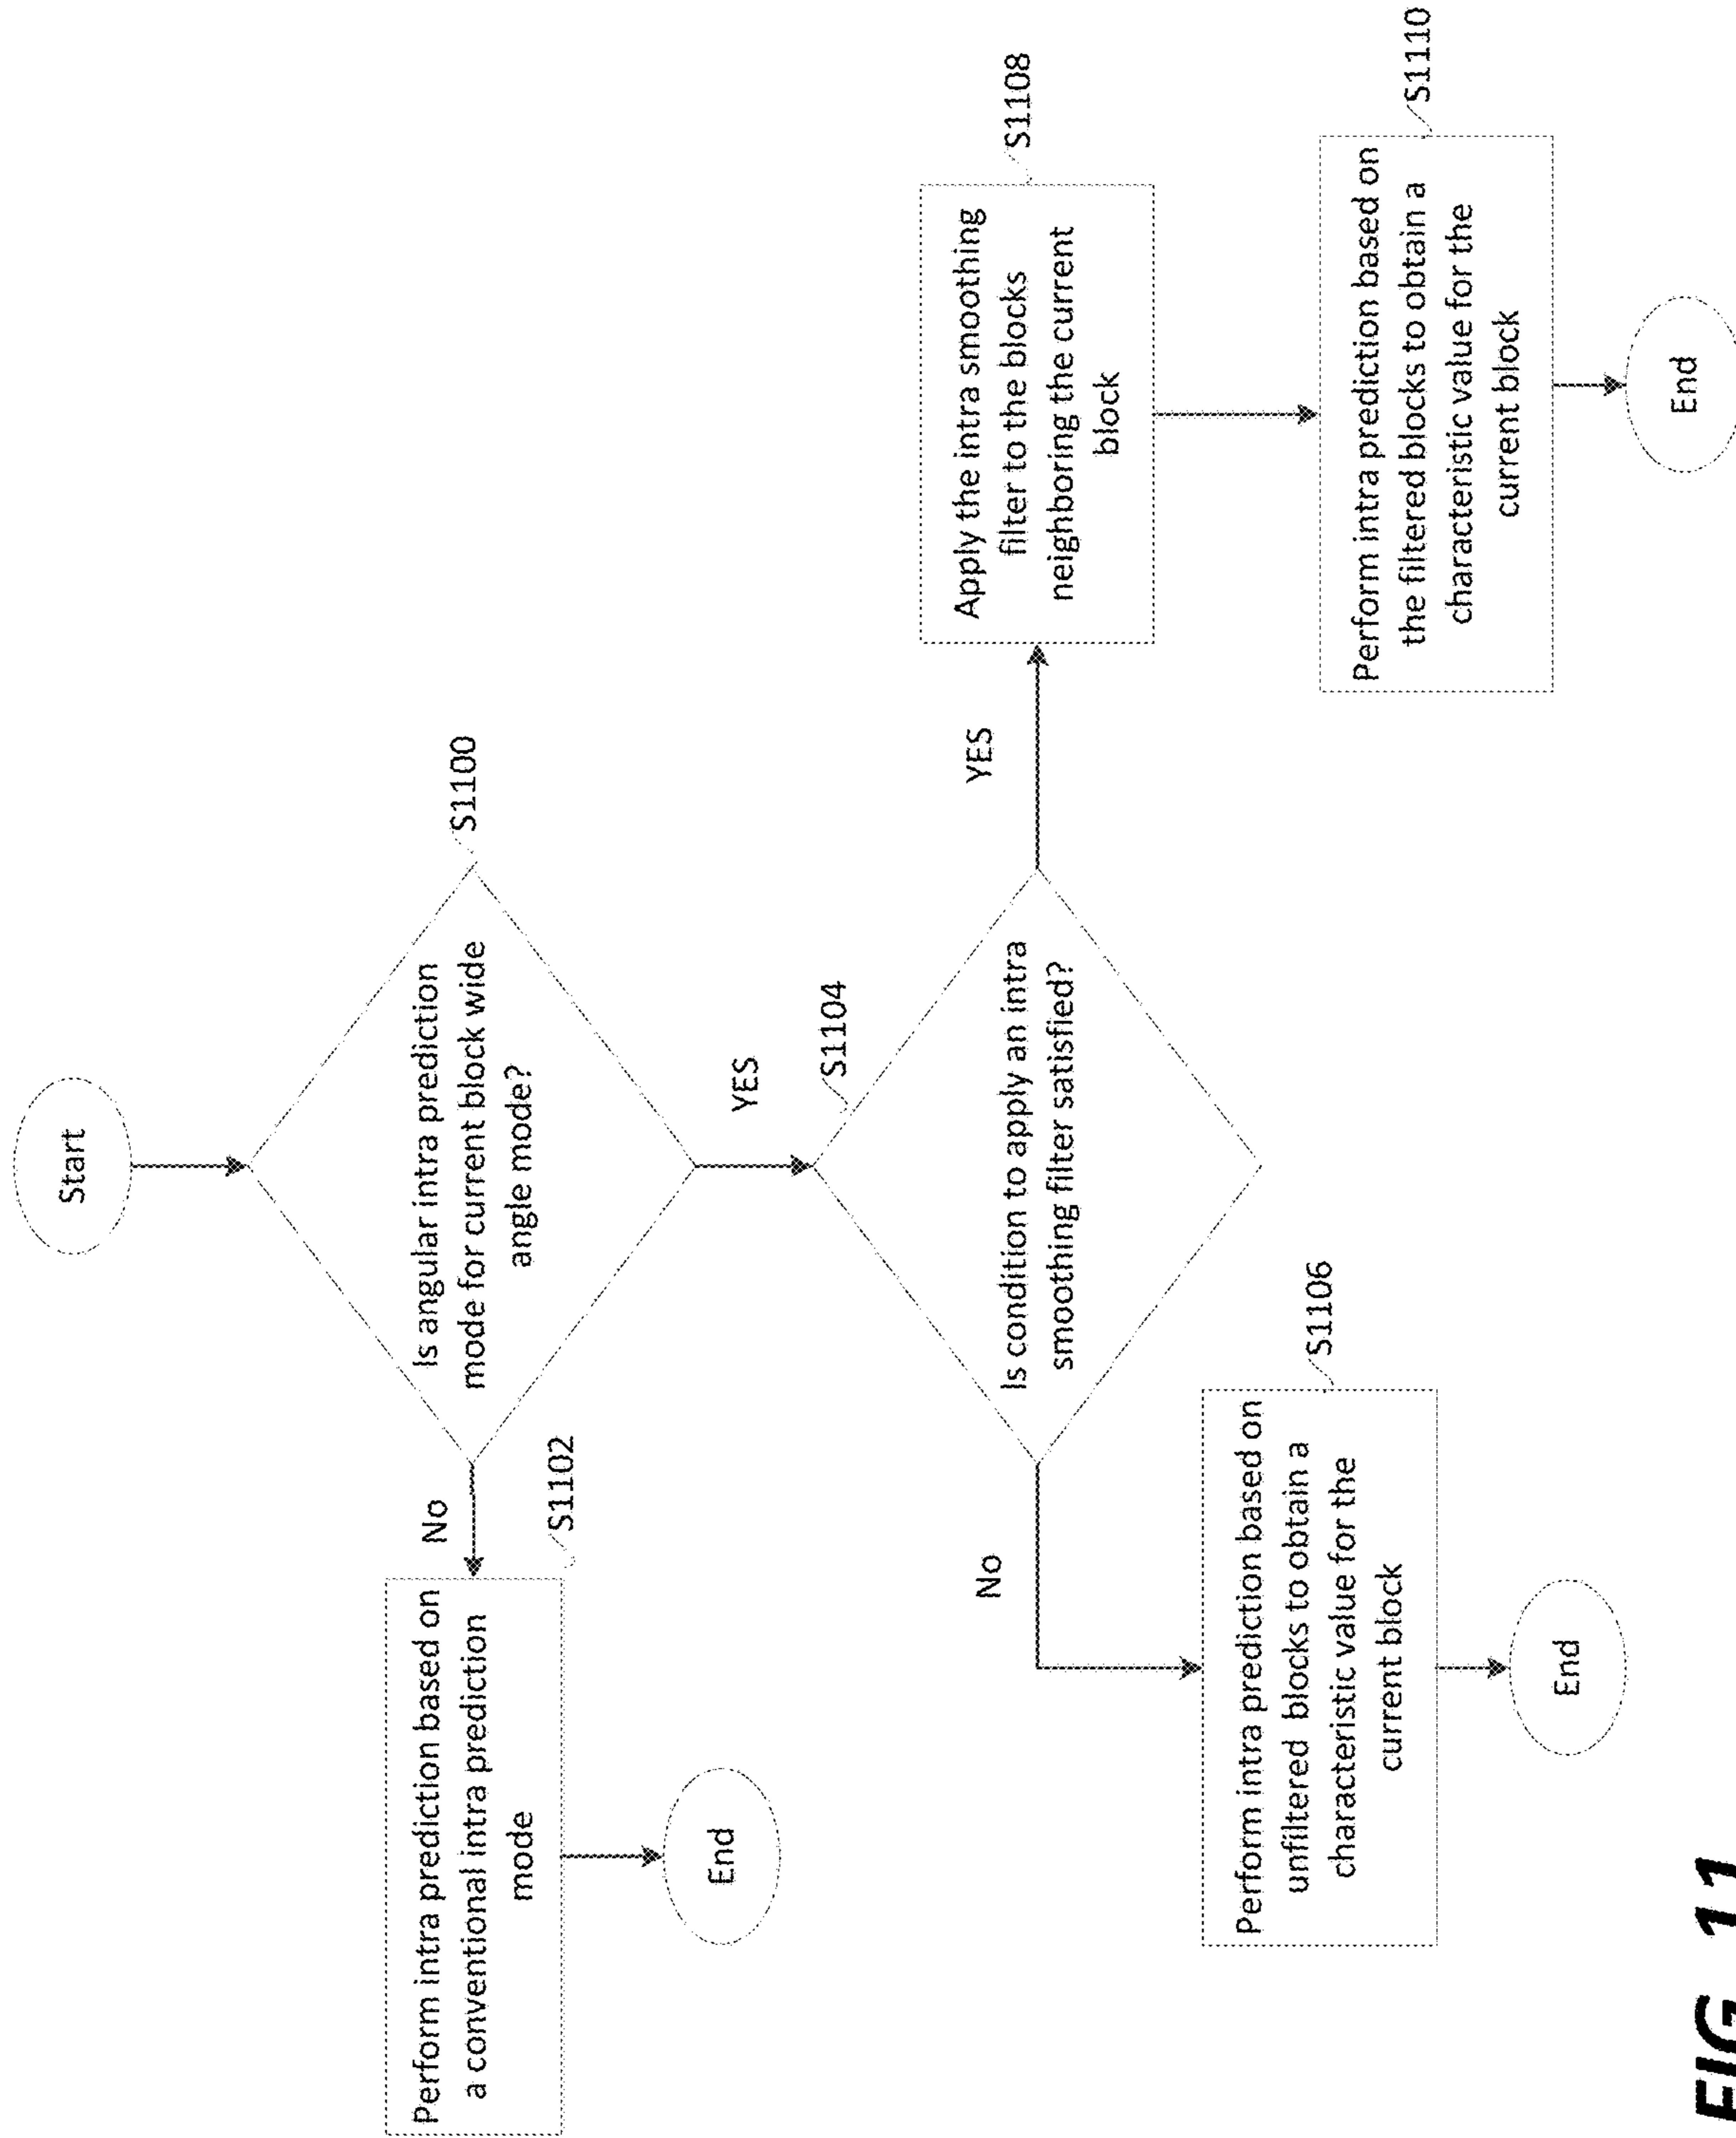 Start
Is angular intra prediction
mode for current block wide
angle mode?
S1100
No
Perform intra prediction based on
a conventional intra prediction
mode
S1102
End
YES
S1104
Is condition to apply an intra
smoothing filter satisfied?
No
S1106
Perform intra prediction based on
unfiltered blocks to obtain a
characteristic value for the
current block
End
YES
S1108
Apply the intra smoothing
filter to the blocks
neighboring the current
block
S1110
Perform intra prediction based on
the filtered blocks to obtain a
characteristic value for the
current block
End
FIG. 11